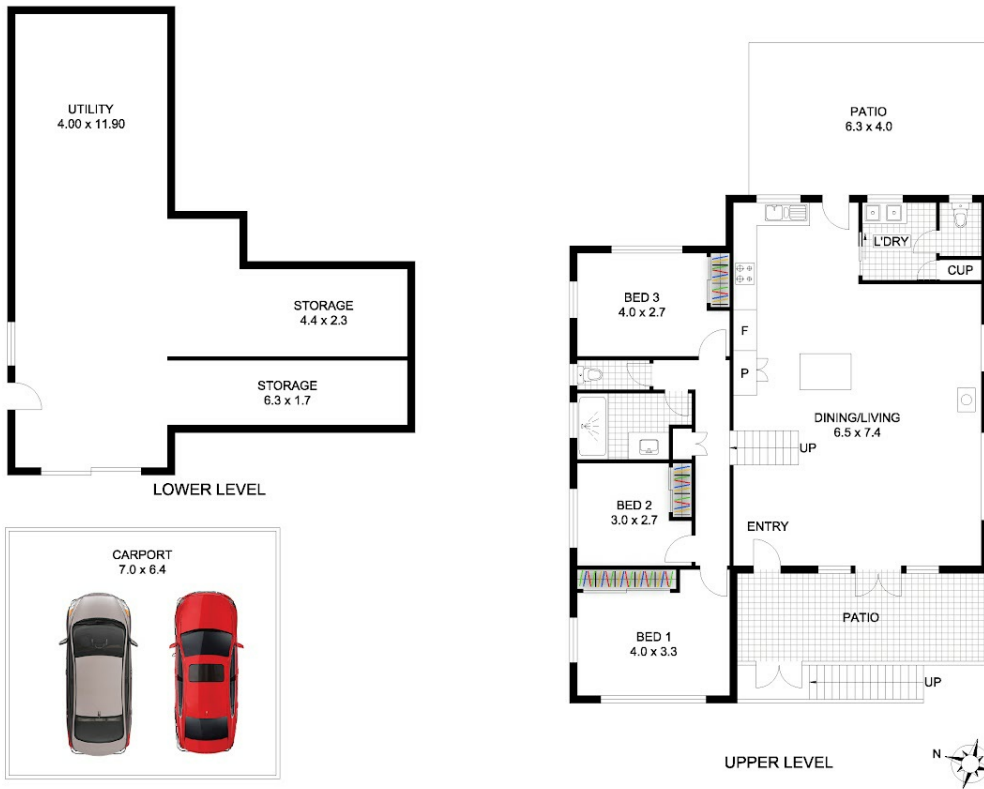 UTILITY
4.00 x 11.90
STORAGE
4.4 x 2.3
STORAGE
6.3 x 1.7
LOWER LEVEL
CARPORT
7.0 x 6.4
PATIO
6.3 x 4.0
L'DRY
CUP
BED 3
4.0 x 2.7
F
P
DINING/LIVING
6.5 x 7.4
UP
BED 2
3.0 x 2.7
ENTRY
BED 1
4.0 x 3.3
PATIO
UP
UPPER LEVEL
N